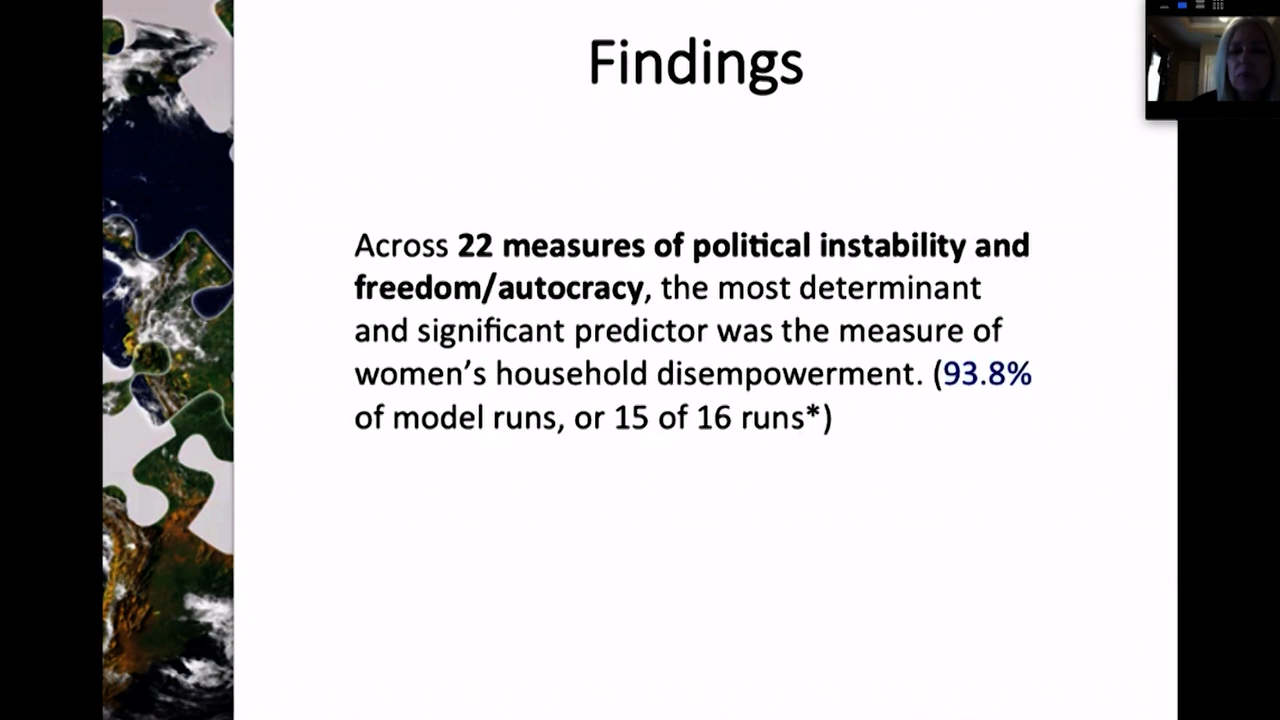 Findings
Across 22 measures of political instability and
freedom/autocracy, the most determinant
and significant predictor was the measure of
women's household disempowerment. (93.8%
of model runs, or 15 of 16 runs*)